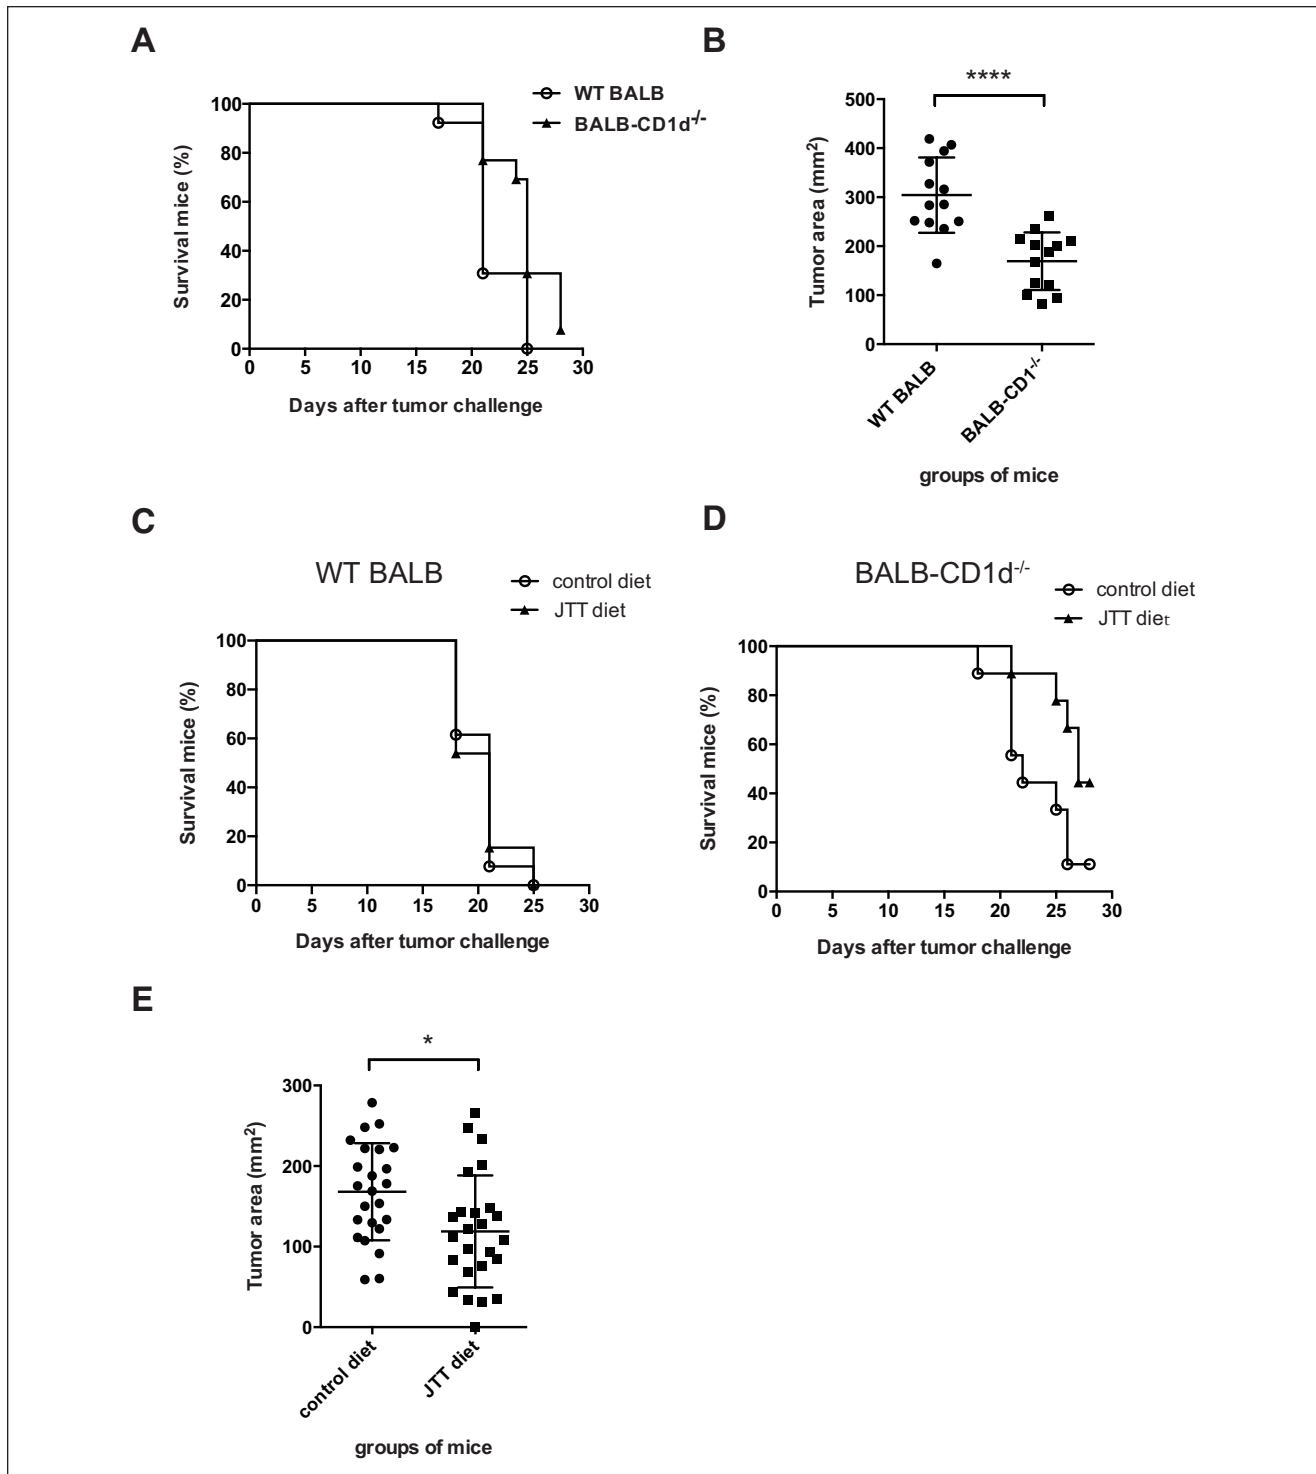 A
WT BALB
BALB-CD1d-/-
Survival mice (%)
100
80
60
40
20
0
0 5 10 15 20 25 30
Days after tumor challenge
B
****
Tumor area (mm2)
500
400
300
200
100
0
WT BALB
BALB-CD1-/-
groups of mice
C
WT BALB
control diet
JTT diet
Survival mice (%)
100
80
60
40
20
0
0 5 10 15 20 25 30
Days after tumor challenge
D
BALB-CD1d-/-
control diet
JTT diet
Survival mice (%)
100
80
60
40
20
0
0 5 10 15 20 25 30
Days after tumor challenge
E
*
Tumor area (mm2)
300
200
100
0
control diet
JTT diet
groups of mice